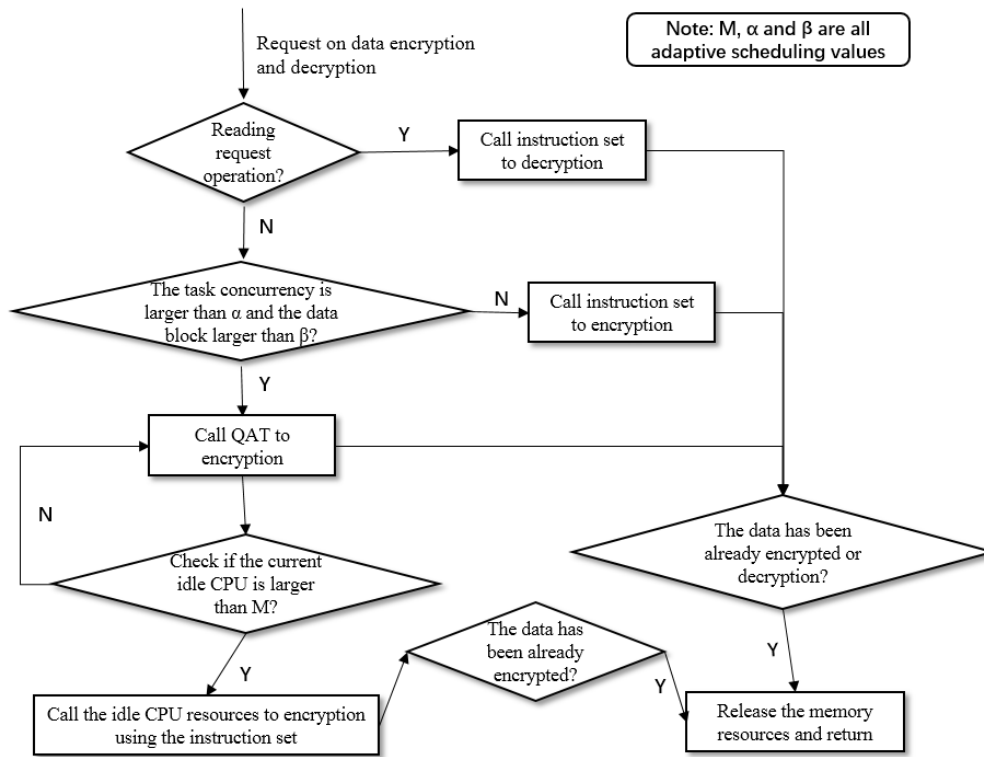 Request on data encryption
and decryption
Note: M, α and β are all
adaptive scheduling values
Reading
request
operation?
Y
Call instruction set
to decryption
N
The task concurrency is
larger than α and the data
block larger than β?
N
Call instruction set
to encryption
Y
Call QAT to
encryption
N
Check if the current
idle CPU is larger
than M?
The data has been
already encrypted or
decryption?
Y
The data has
been already
encrypted?
Y
Y
Call the idle CPU resources to encryption
using the instruction set
Release the memory
resources and return